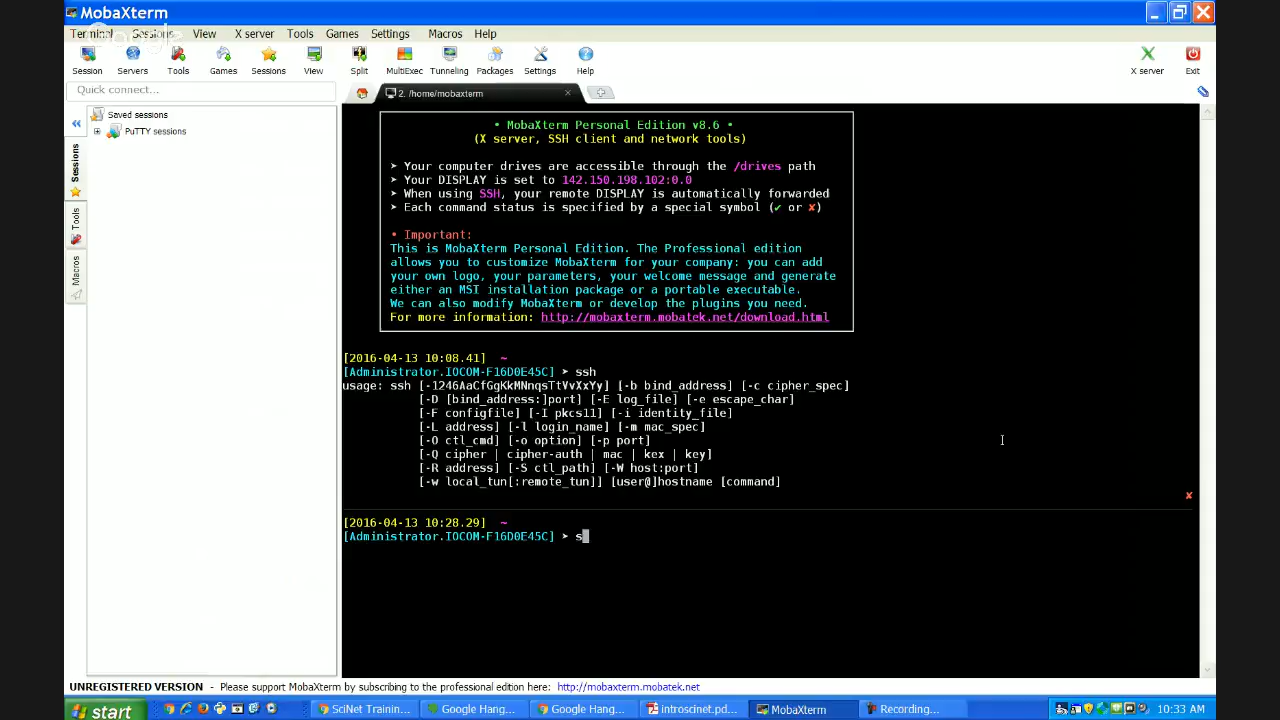 MobaXterm
Terminal Sessions View X server Tools Games Settings Macros Help
Google
Session Servers Tools Games Sessions View Split MultiExec Tunneling Packages Settings Help X server Exit
Quick connect...
2. /home/mobaxterm
Saved sessions
PuTTY sessions
Sessions
Tools
Macros
• MobaXterm Personal Edition v8.6 •
(X server, SSH client and network tools)
➤ Your computer drives are accessible through the /drives path
➤ Your DISPLAY is set to 142.150.198.102:0.0
➤ When using SSH, your remote DISPLAY is automatically forwarded
➤ Each command status is specified by a special symbol (✔ or ✘)
• Important:
This is MobaXterm Personal Edition. The Professional edition
allows you to customize MobaXterm for your company: you can add
your own logo, your parameters, your welcome message and generate
either an MSI installation package or a portable executable.
We can also modify MobaXterm or develop the plugins you need.
For more information: http://mobaxterm.mobatek.net/download.html
[2016-04-13 10:08.41] ~
[Administrator.IOCOM-F16D0E45C] ➤ ssh
usage: ssh [-1246AaCfGgKkMNnqsTtVvXxYy] [-b bind_address] [-c cipher_spec]
[-D [bind_address:]port] [-E log_file] [-e escape_char]
[-F configfile] [-I pkcs11] [-i identity_file]
[-L address] [-l login_name] [-m mac_spec]
[-O ctl_cmd] [-o option] [-p port]
[-Q cipher | cipher-auth | mac | kex | key]
[-R address] [-S ctl_path] [-W host:port]
[-w local_tun[:remote_tun]] [user@]hostname [command]
✘
[2016-04-13 10:28.29] ~
[Administrator.IOCOM-F16D0E45C] ➤ s
UNREGISTERED VERSION - Please support MobaXterm by subscribing to the professional edition here: http://mobaxterm.mobatek.net
start SciNet Trainin... Google Hang... Google Hang... introscinet.pd... MobaXterm Recording... 10:33 AM